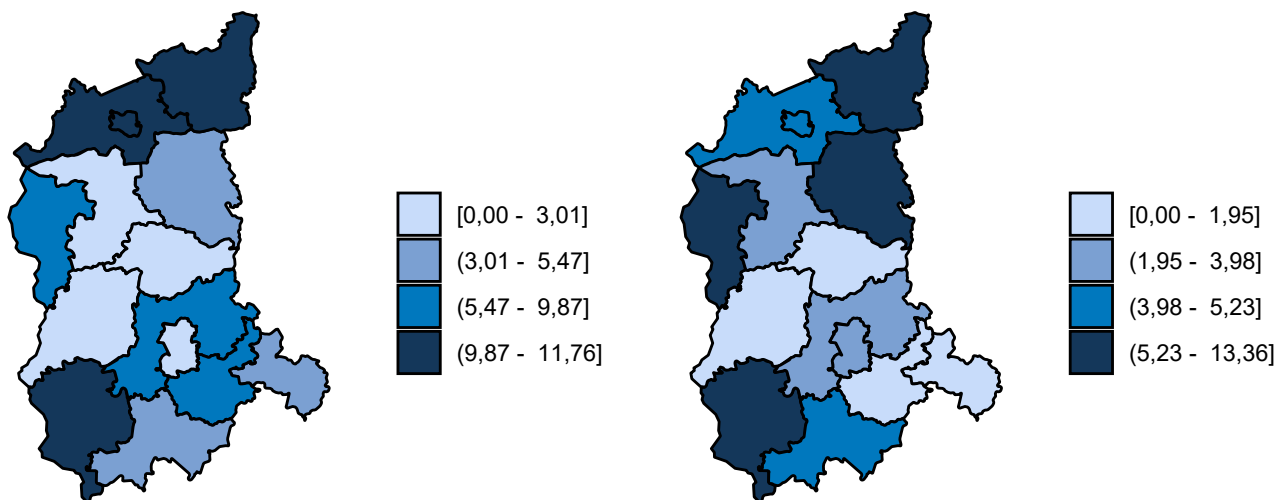 [0,00 - 3,01]
(3,01 - 5,47]
(5,47 - 9,87]
(9,87 - 11,76]
[0,00 - 1,95]
(1,95 - 3,98]
(3,98 - 5,23]
(5,23 - 13,36]